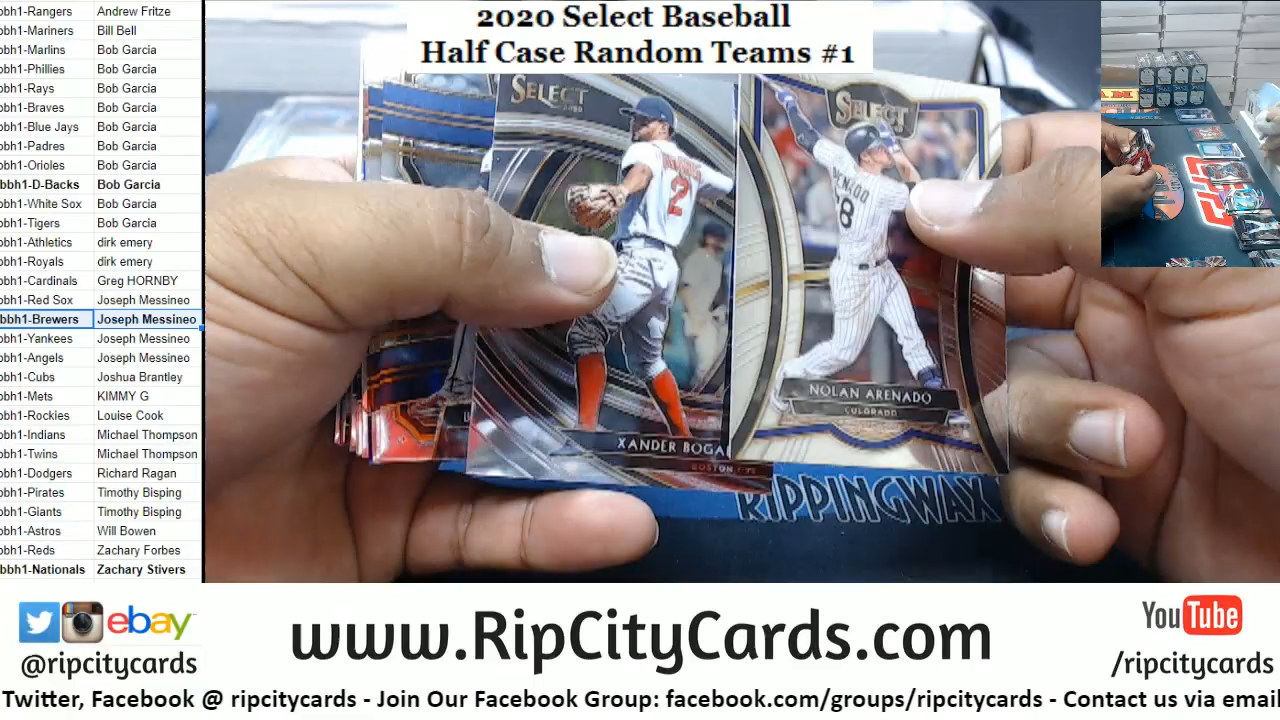 2020 Select Baseball
Half Case Random Teams #1
bbh1-Rangers Andrew Fritze
bbh1-Mariners Bill Bell
bbh1-Marlins Bob Garcia
bbh1-Phillies Bob Garcia
bbh1-Rays Bob Garcia
bbh1-Braves Bob Garcia
bbh1-Blue Jays Bob Garcia
bbh1-Padres Bob Garcia
bbh1-Orioles Bob Garcia
bbh1-D-Backs Bob Garcia
bbh1-White Sox Bob Garcia
bbh1-Tigers Bob Garcia
bbh1-Athletics dirk emery
bbh1-Royals dirk emery
bbh1-Cardinals Greg HORNBY
bbh1-Red Sox Joseph Messineo
bbh1-Brewers Joseph Messineo
bbh1-Yankees Joseph Messineo
bbh1-Angels Joseph Messineo
bbh1-Cubs Joshua Brantley
bbh1-Mets KIMMY G
bbh1-Rockies Louise Cook
bbh1-Indians Michael Thompson
bbh1-Twins Michael Thompson
bbh1-Dodgers Richard Ragan
bbh1-Pirates Timothy Bisping
bbh1-Giants Timothy Bisping
bbh1-Astros Will Bowen
bbh1-Reds Zachary Forbes
bbh1-Nationals Zachary Stivers
SELECT
2
XANDER BOGA
BOSTON
SELECT
NOLAN ARENADO
COLORADO
RIPPINGWAX
ebay
@ripcitycards
www.RipCityCards.com
YouTube
/ripcitycards
Twitter, Facebook @ ripcitycards - Join Our Facebook Group: facebook.com/groups/ripcitycards - Contact us via email